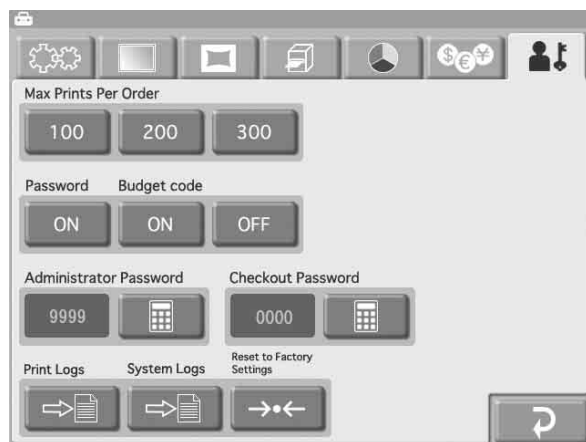 $ € ¥
Max Prints Per Order
100 200 300
Password Budget code
ON ON OFF
Administrator Password Checkout Password
9999 0000
Print Logs System Logs Reset to Factory
Settings